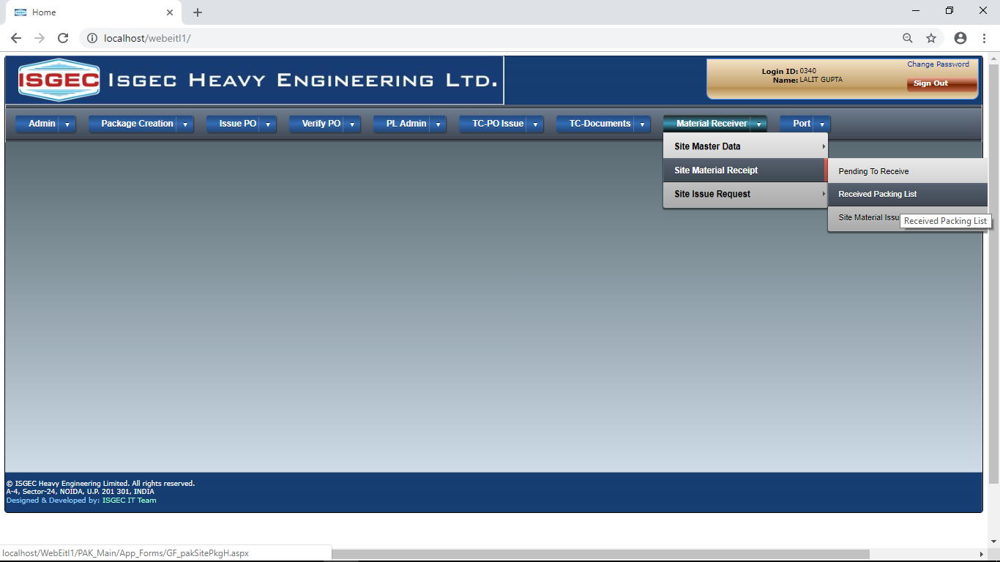 Home
localhost/webeitl1/
ISGEC ISGEC HEAVY ENGINEERING LTD.
Change Password
Login ID: 0340
Name: LALIT GUPTA
Sign Out
Admin Package Creation Issue PO Verify PO PL Admin TC-PO Issue TC-Documents Material Receiver Port
Site Master Data
Site Material Receipt
Site Issue Request
Pending To Receive
Received Packing List
Site Material Issu
Received Packing List
© ISGEC Heavy Engineering Limited. All rights reserved.
A-4, Sector-24, NOIDA, U.P. 201 301, INDIA
Designed & Developed by: ISGEC IT Team
localhost/WebEitl1/PAK_Main/App_Forms/GF_pakSitePkgH.aspx